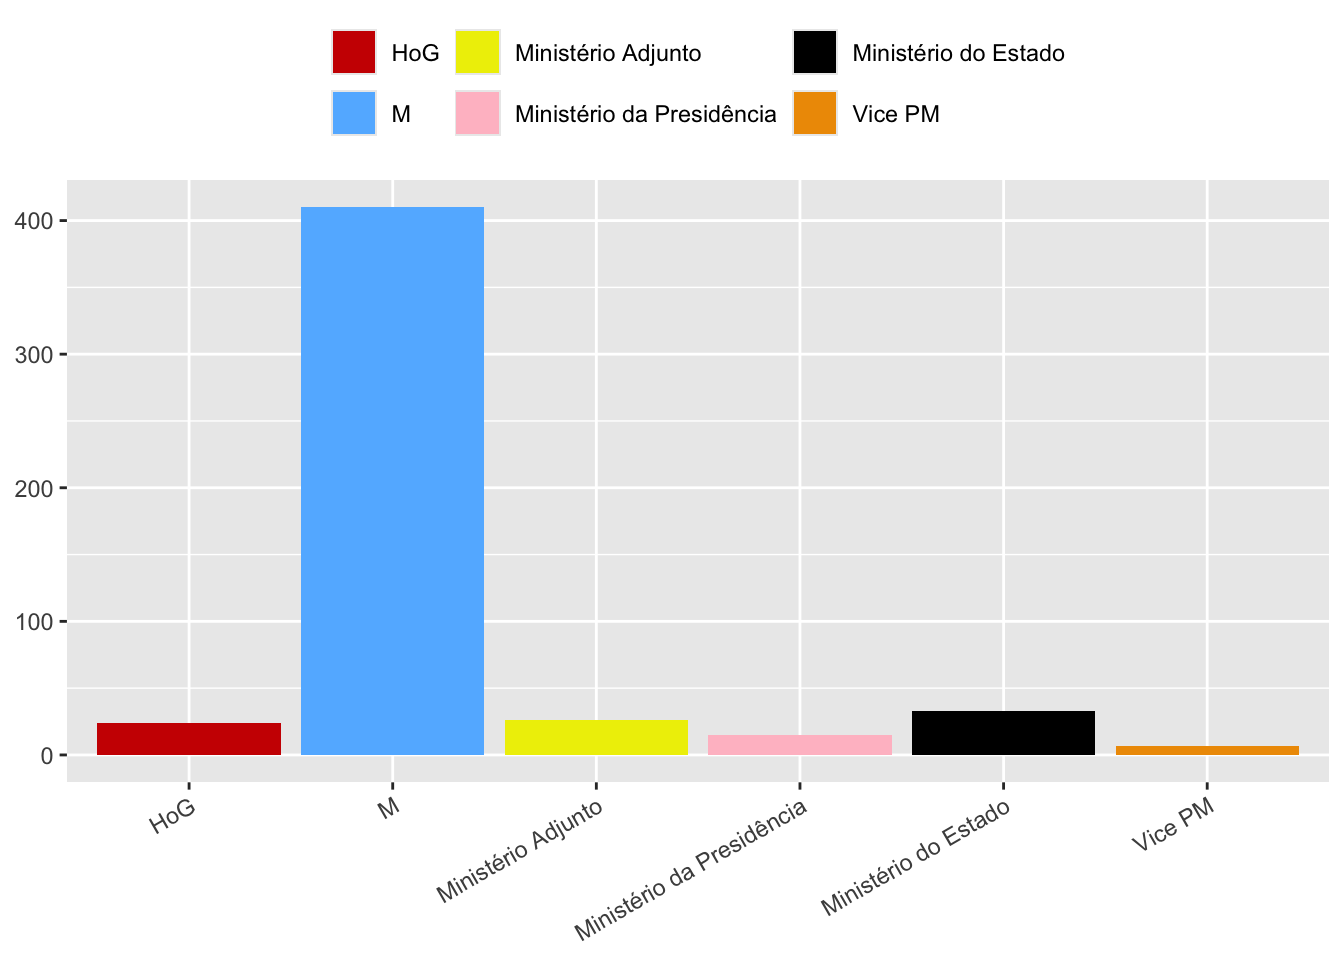 HoG Ministério Adjunto Ministério do Estado
M Ministério da Presidência Vice PM
400
300
200
100
0
HoG
M
Ministério Adjunto
Ministério da Presidência
Ministério do Estado
Vice PM